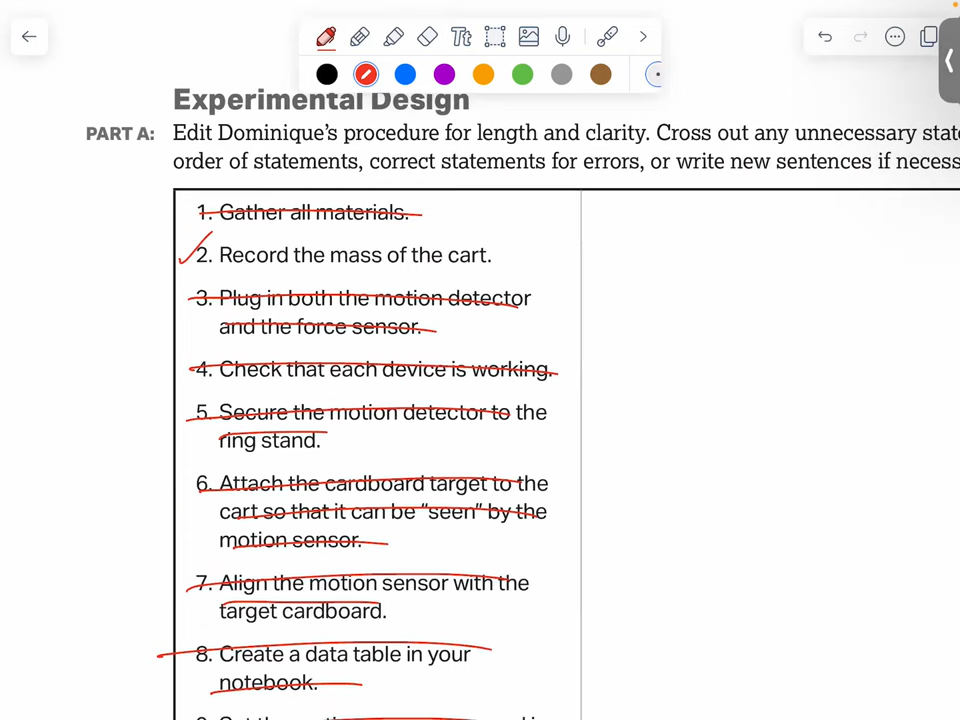 Tt
Experimental Design
PART A: Edit Dominique’s procedure for length and clarity. Cross out any unnecessary
order of statements, correct statements for errors, or write new sentences if
1. Gather all materials.
2. Record the mass of the cart.
3. Plug in both the motion detector
and the force sensor.
4. Check that each device is working.
5. Secure the motion detector to the
ring stand.
6. Attach the cardboard target to the
cart so that it can be “seen” by the
motion sensor.
7. Align the motion sensor with the
target cardboard.
8. Create a data table in your
notebook.